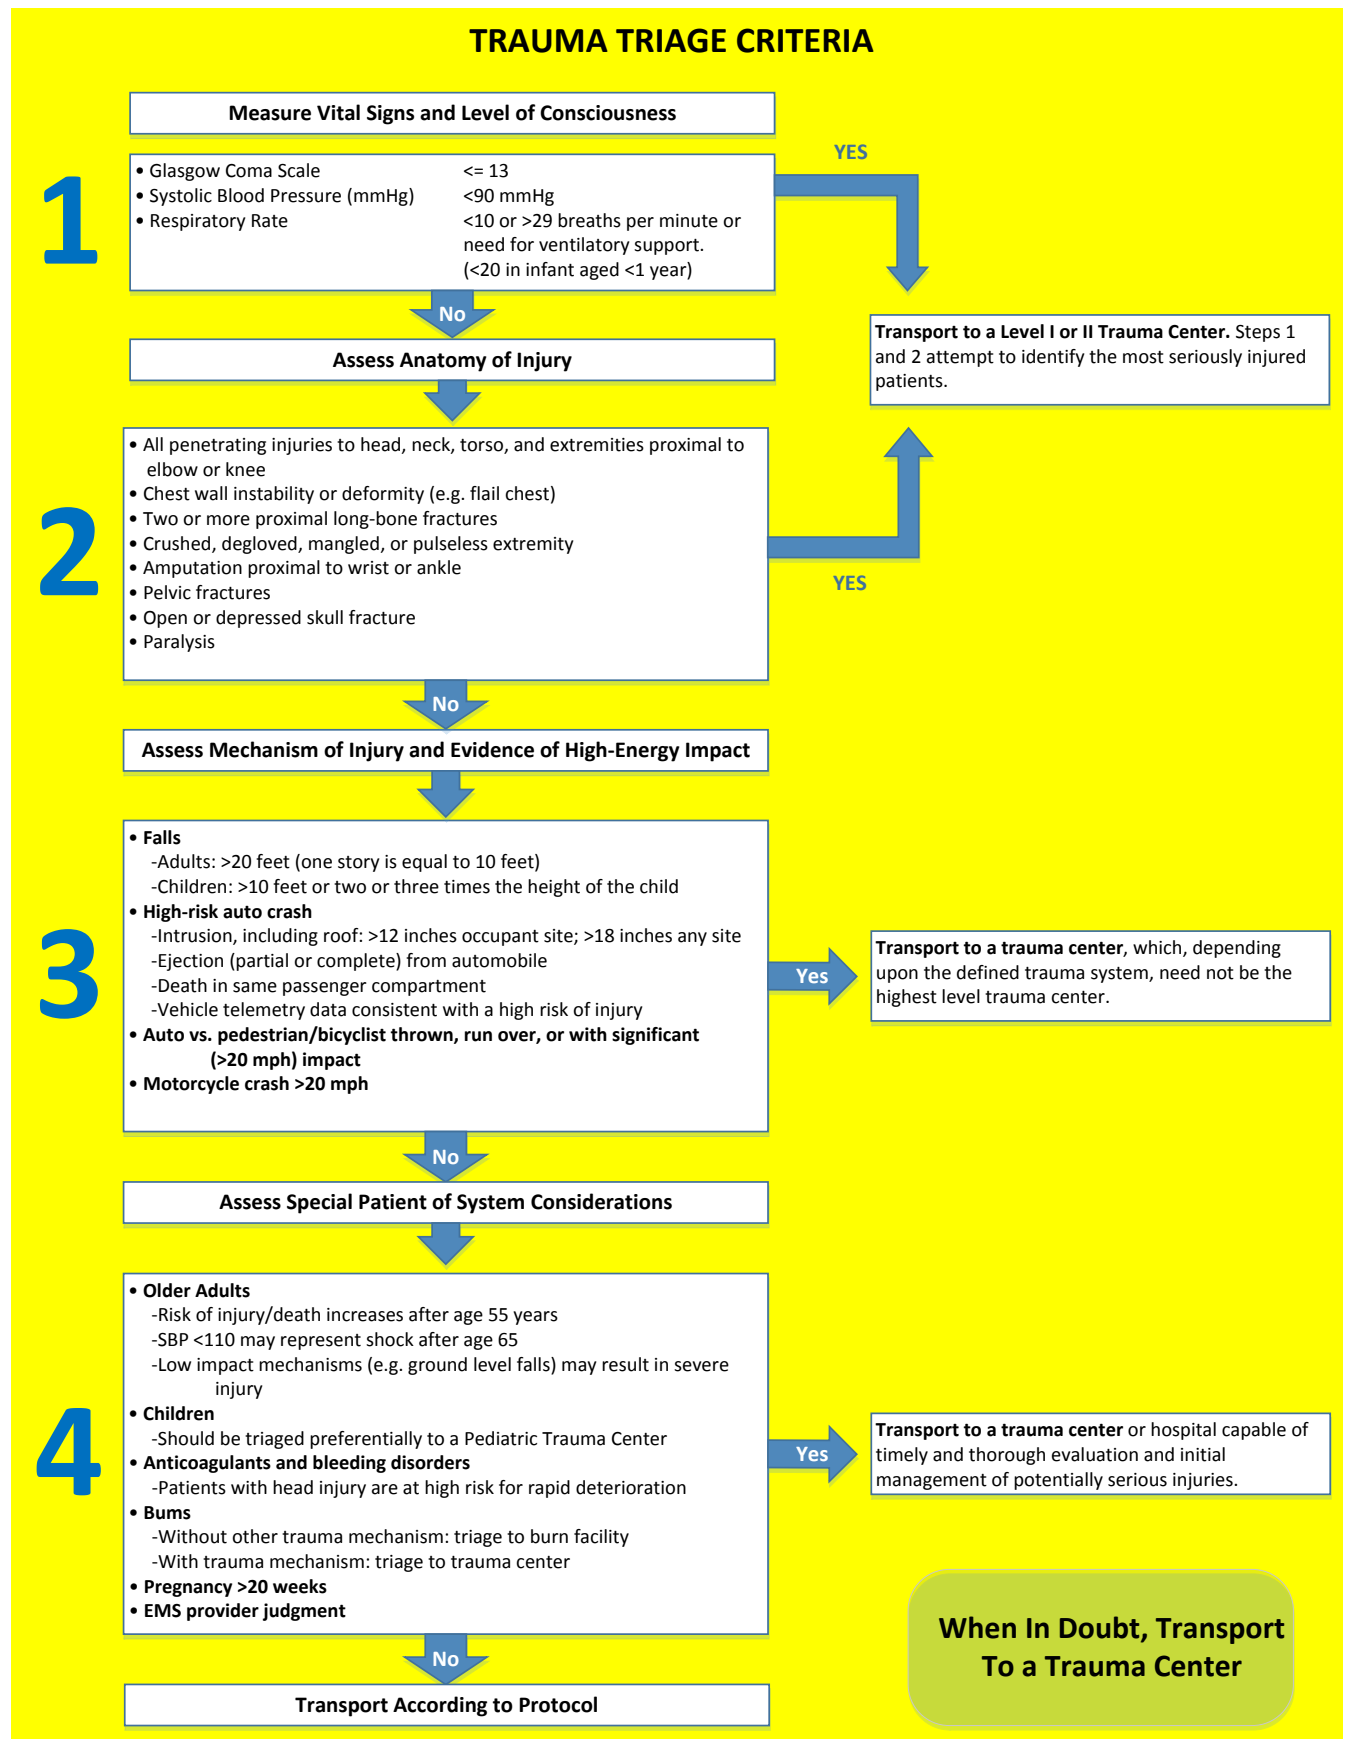 TRAUMA TRIAGE CRITERIA
Measure Vital Signs and Level of Consciousness
1
• Glasgow Coma Scale <= 13
• Systolic Blood Pressure (mmHg) <90 mmHg
• Respiratory Rate <10 or >29 breaths per minute or
need for ventilatory support.
(<20 in infant aged <1 year)
YES
No
Transport to a Level I or II Trauma Center. Steps 1
and 2 attempt to identify the most seriously injured
patients.
Assess Anatomy of Injury
2
• All penetrating injuries to head, neck, torso, and extremities proximal to
elbow or knee
• Chest wall instability or deformity (e.g. flail chest)
• Two or more proximal long-bone fractures
• Crushed, degloved, mangled, or pulseless extremity
• Amputation proximal to wrist or ankle
• Pelvic fractures
• Open or depressed skull fracture
• Paralysis
YES
No
Assess Mechanism of Injury and Evidence of High-Energy Impact
3
• Falls
-Adults: >20 feet (one story is equal to 10 feet)
-Children: >10 feet or two or three times the height of the child
• High-risk auto crash
-Intrusion, including roof: >12 inches occupant site; >18 inches any site
-Ejection (partial or complete) from automobile
-Death in same passenger compartment
-Vehicle telemetry data consistent with a high risk of injury
• Auto vs. pedestrian/bicyclist thrown, run over, or with significant
(>20 mph) impact
• Motorcycle crash >20 mph
Yes
Transport to a trauma center, which, depending
upon the defined trauma system, need not be the
highest level trauma center.
No
Assess Special Patient of System Considerations
4
• Older Adults
-Risk of injury/death increases after age 55 years
-SBP <110 may represent shock after age 65
-Low impact mechanisms (e.g. ground level falls) may result in severe
injury
• Children
-Should be triaged preferentially to a Pediatric Trauma Center
• Anticoagulants and bleeding disorders
-Patients with head injury are at high risk for rapid deterioration
• Bums
-Without other trauma mechanism: triage to burn facility
-With trauma mechanism: triage to trauma center
• Pregnancy >20 weeks
• EMS provider judgment
Yes
Transport to a trauma center or hospital capable of
timely and thorough evaluation and initial
management of potentially serious injuries.
No
Transport According to Protocol
When In Doubt, Transport
To a Trauma Center